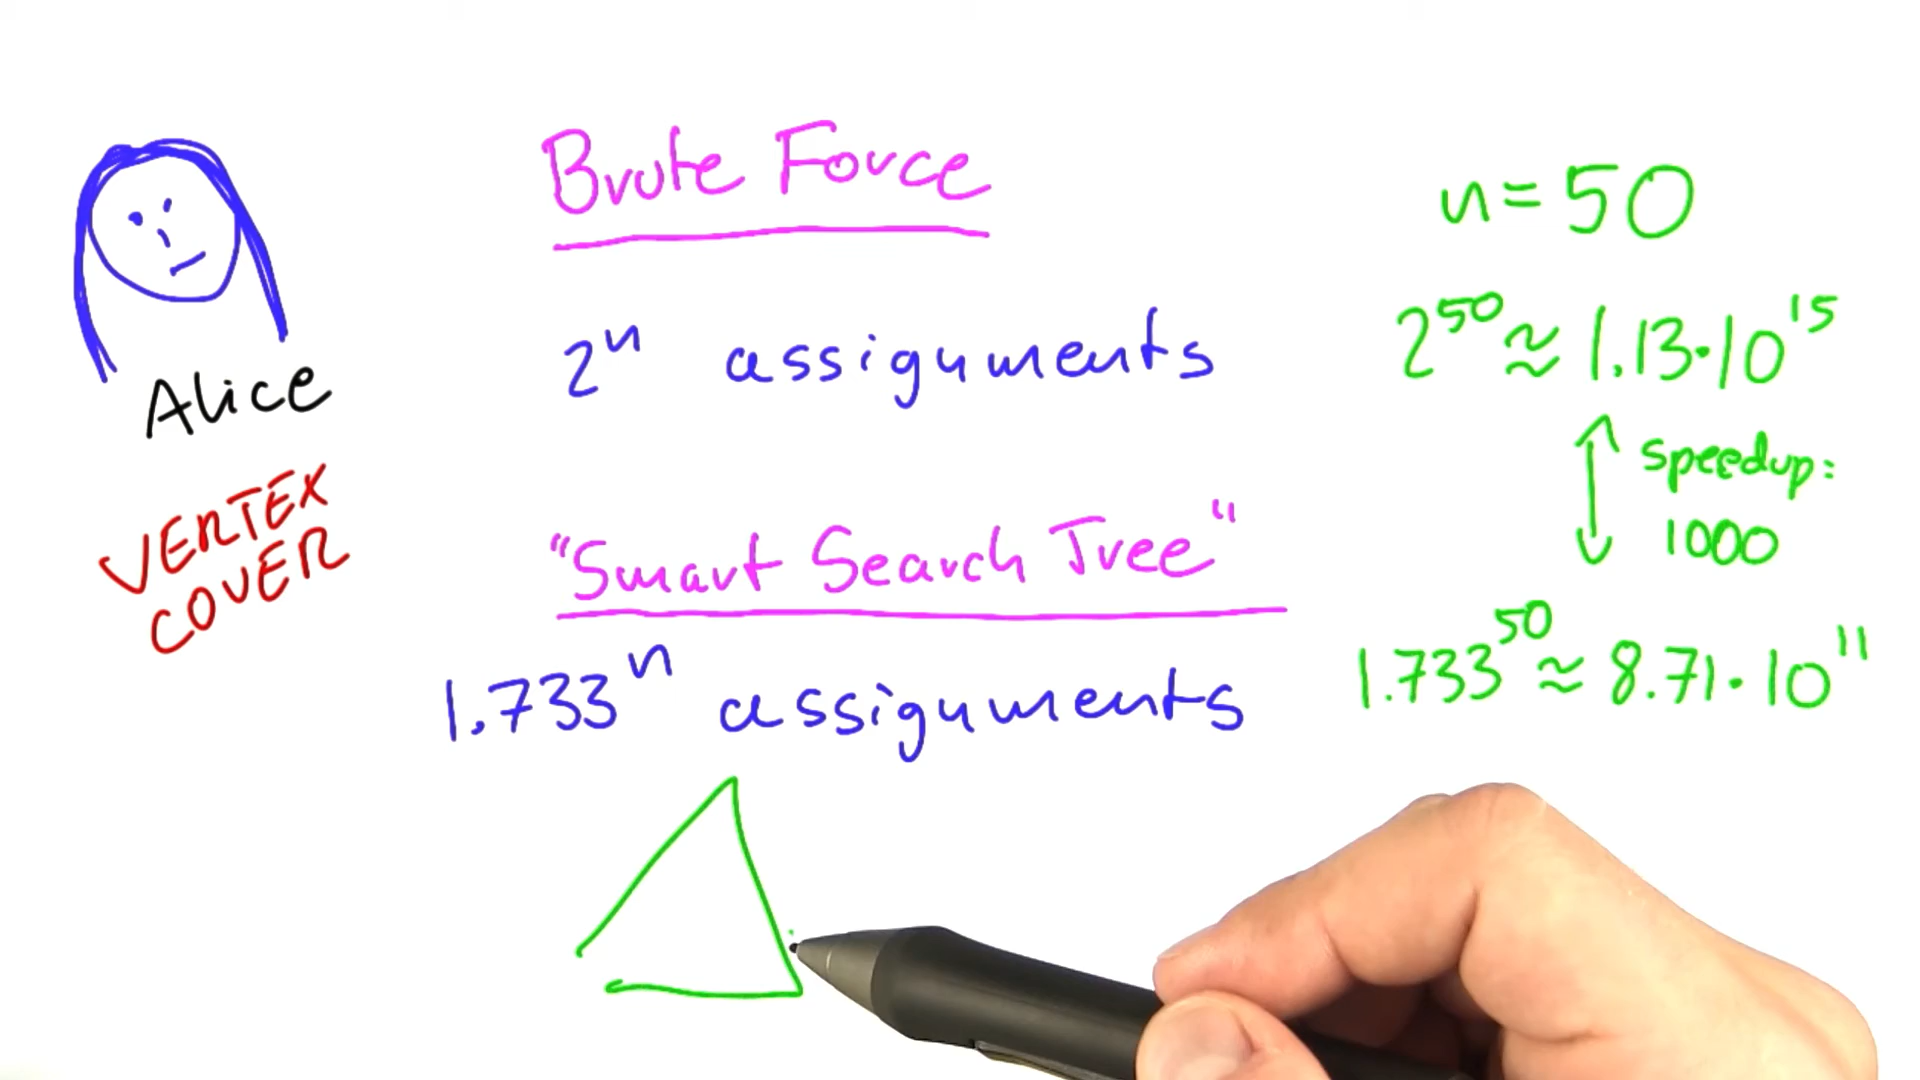 Alice
VERTEX
COVER
Brute Force
2ⁿ assignments
"Smart Search Tree"
1.733ⁿ assignments
n=50
2⁵⁰ ≈ 1.13·10¹⁵
speedup:
1000
1.733⁵⁰ ≈ 8.71·10¹¹